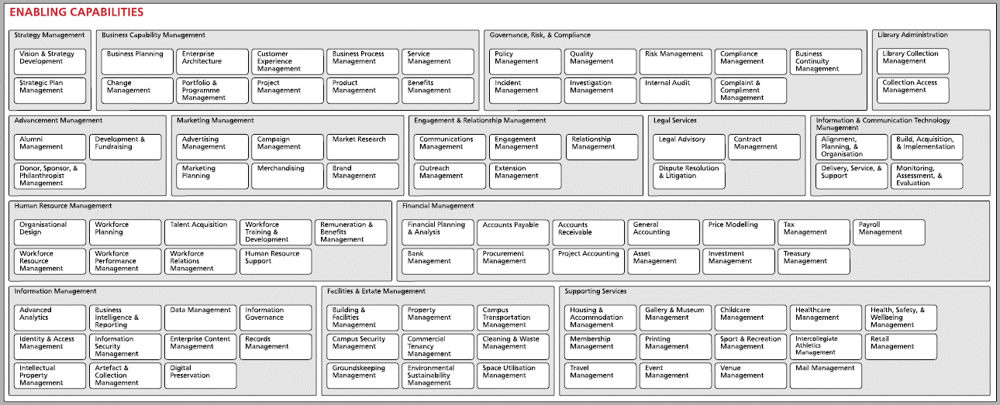 ENABLING CAPABILITIES
Strategy Management
Vision & Strategy
Development
Strategic Plan
Management
Business Capability Management
Business Planning
Enterprise
Architecture
Customer
Experience
Management
Business Process
Management
Service
Management
Change
Management
Portfolio &
Programme
Management
Project
Management
Product
Management
Benefits
Management
Governance, Risk, & Compliance
Policy
Management
Quality
Management
Risk Management
Compliance
Management
Business
Continuity
Management
Incident
Management
Investigation
Management
Internal Audit
Complaint &
Compliment
Management
Library Administration
Library Collection
Management
Collection Access
Management
Advancement Management
Alumni
Management
Development &
Fundraising
Donor, Sponsor, &
Philanthropist
Management
Marketing Management
Advertising
Management
Campaign
Management
Market Research
Marketing
Planning
Merchandising
Brand
Management
Engagement & Relationship Management
Communications
Management
Engagement
Management
Relationship
Management
Outreach
Management
Extension
Management
Legal Services
Legal Advisory
Contract
Management
Dispute Resolution
& Litigation
Information & Communication Technology
Management
Alignment,
Planning, &
Organisation
Build, Acquisition,
& Implementation
Delivery, Service, &
Support
Monitoring,
Assessment, &
Evaluation
Human Resource Management
Organisational
Design
Workforce
Planning
Talent Acquisition
Workforce
Training &
Development
Remuneration &
Benefits
Management
Workforce
Resource
Management
Workforce
Performance
Management
Workforce
Relations
Management
Human Resource
Support
Financial Management
Financial Planning
& Analysis
Accounts Payable
Accounts
Receivable
General
Accounting
Price Modelling
Tax
Management
Payroll
Management
Bank
Management
Procurement
Management
Project Accounting
Asset
Management
Investment
Management
Treasury
Management
Information Management
Advanced
Analytics
Business
Intelligence &
Reporting
Data Management
Information
Governance
Identity & Access
Management
Information
Security
Management
Enterprise Content
Management
Records
Management
Intellectual
Property
Management
Artefact &
Collection
Management
Digital
Preservation
Facilities & Estate Management
Building &
Facilities
Management
Property
Management
Campus
Transportation
Management
Campus Security
Management
Commercial
Tenancy
Management
Cleaning & Waste
Management
Groundskeeping
Management
Environmental
Sustainability
Management
Space Utilisation
Management
Supporting Services
Housing &
Accommodation
Management
Gallery & Museum
Management
Childcare
Management
Healthcare
Management
Health, Safety, &
Wellbeing
Management
Membership
Management
Printing
Management
Sport & Recreation
Management
Intercollegiate
Athletics
Management
Retail
Management
Travel
Management
Event
Management
Venue
Management
Mail Management